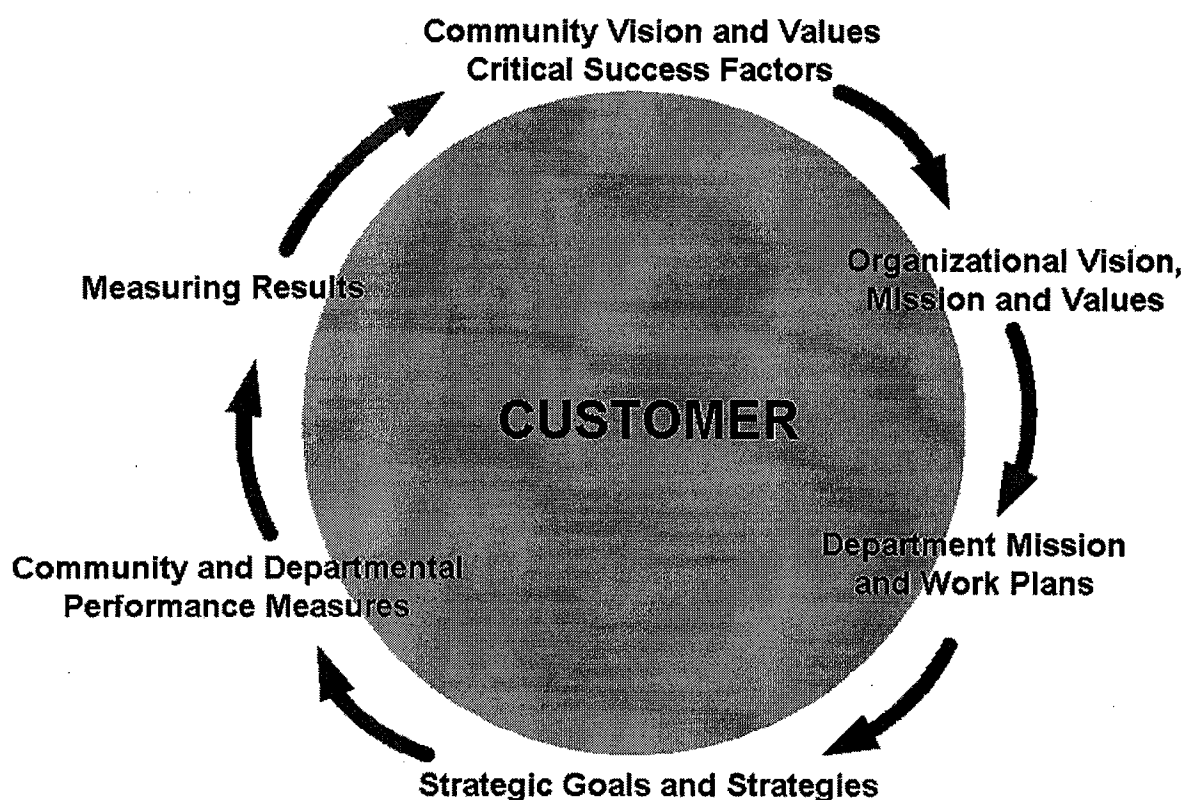 Community Vision and Values
Critical Success Factors
Organizational Vision,
Mission and Values
Measuring Results
CUSTOMER
Department Mission
and Work Plans
Community and Departmental
Performance Measures
Strategic Goals and Strategies